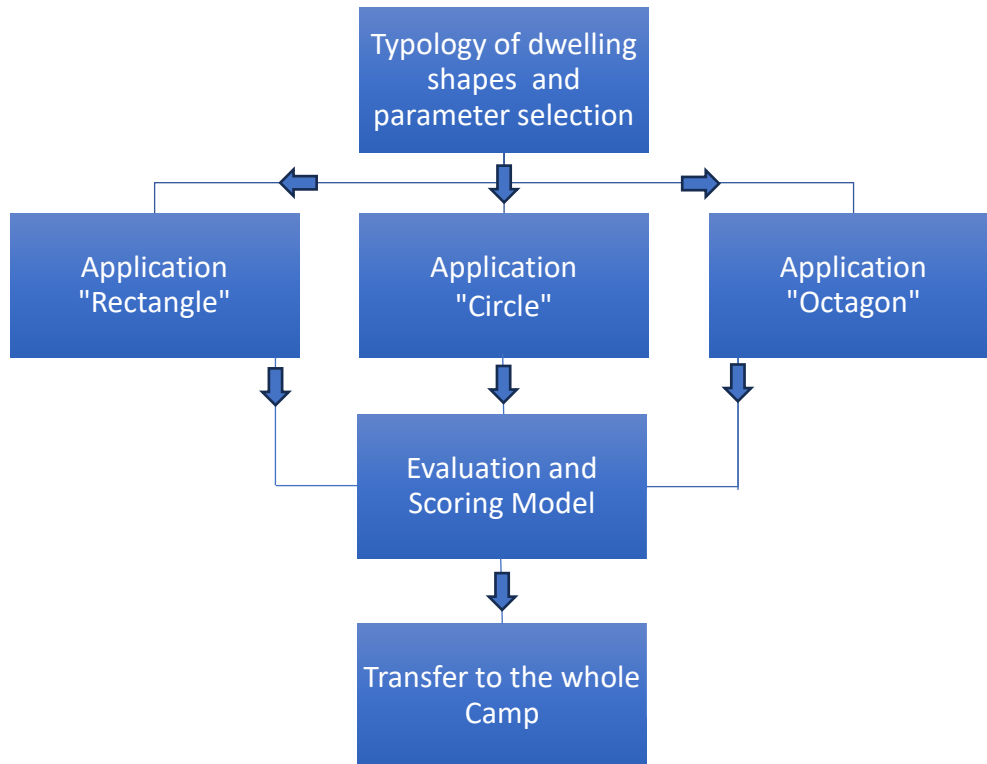 Typology of dwelling
shapes and
parameter selection
Application
"Rectangle"
Application
"Circle"
Application
"Octagon"
Evaluation and
Scoring Model
Transfer to the whole
Camp